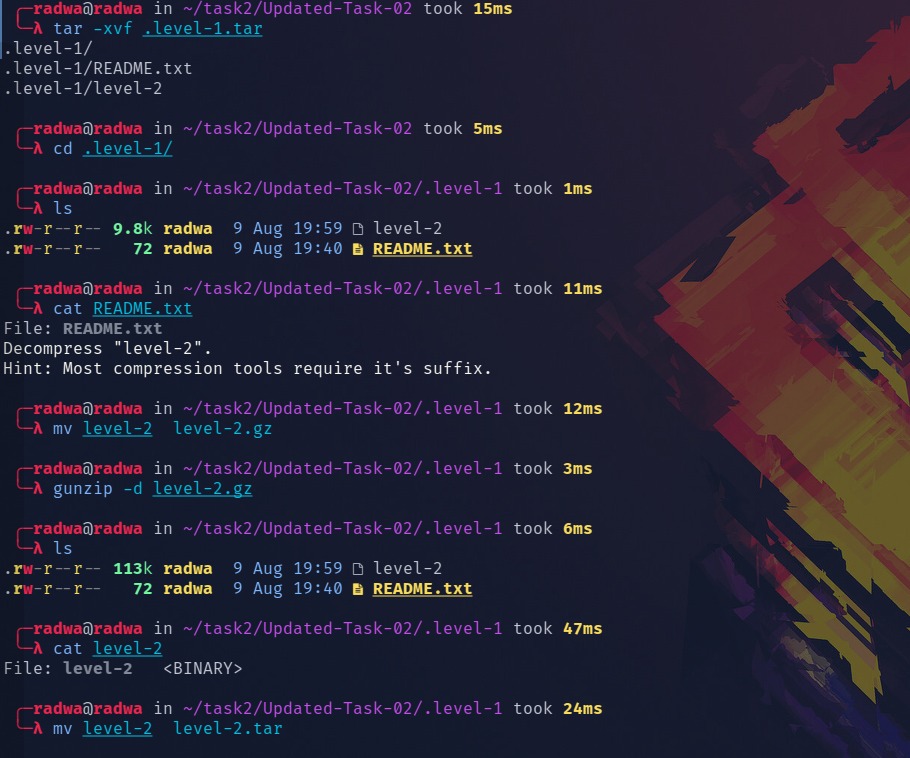 ╭─radwa@radwa in ~/task2/Updated-Task-02 took 15ms
╰─λ tar -xvf .level-1.tar
.level-1/
.level-1/README.txt
.level-1/level-2
╭─radwa@radwa in ~/task2/Updated-Task-02 took 5ms
╰─λ cd .level-1/
╭─radwa@radwa in ~/task2/Updated-Task-02/.level-1 took 1ms
╰─λ ls
.rw-r--r-- 9.8k radwa  9 Aug 19:59 level-2
.rw-r--r--   72 radwa  9 Aug 19:40 README.txt
╭─radwa@radwa in ~/task2/Updated-Task-02/.level-1 took 11ms
╰─λ cat README.txt
File: README.txt
Decompress "level-2".
Hint: Most compression tools require it's suffix.
╭─radwa@radwa in ~/task2/Updated-Task-02/.level-1 took 12ms
╰─λ mv level-2  level-2.gz
╭─radwa@radwa in ~/task2/Updated-Task-02/.level-1 took 3ms
╰─λ gunzip -d level-2.gz
╭─radwa@radwa in ~/task2/Updated-Task-02/.level-1 took 6ms
╰─λ ls
.rw-r--r-- 113k radwa  9 Aug 19:59 level-2
.rw-r--r--   72 radwa  9 Aug 19:40 README.txt
╭─radwa@radwa in ~/task2/Updated-Task-02/.level-1 took 47ms
╰─λ cat level-2
File: level-2   <BINARY>
╭─radwa@radwa in ~/task2/Updated-Task-02/.level-1 took 24ms
╰─λ mv level-2  level-2.tar